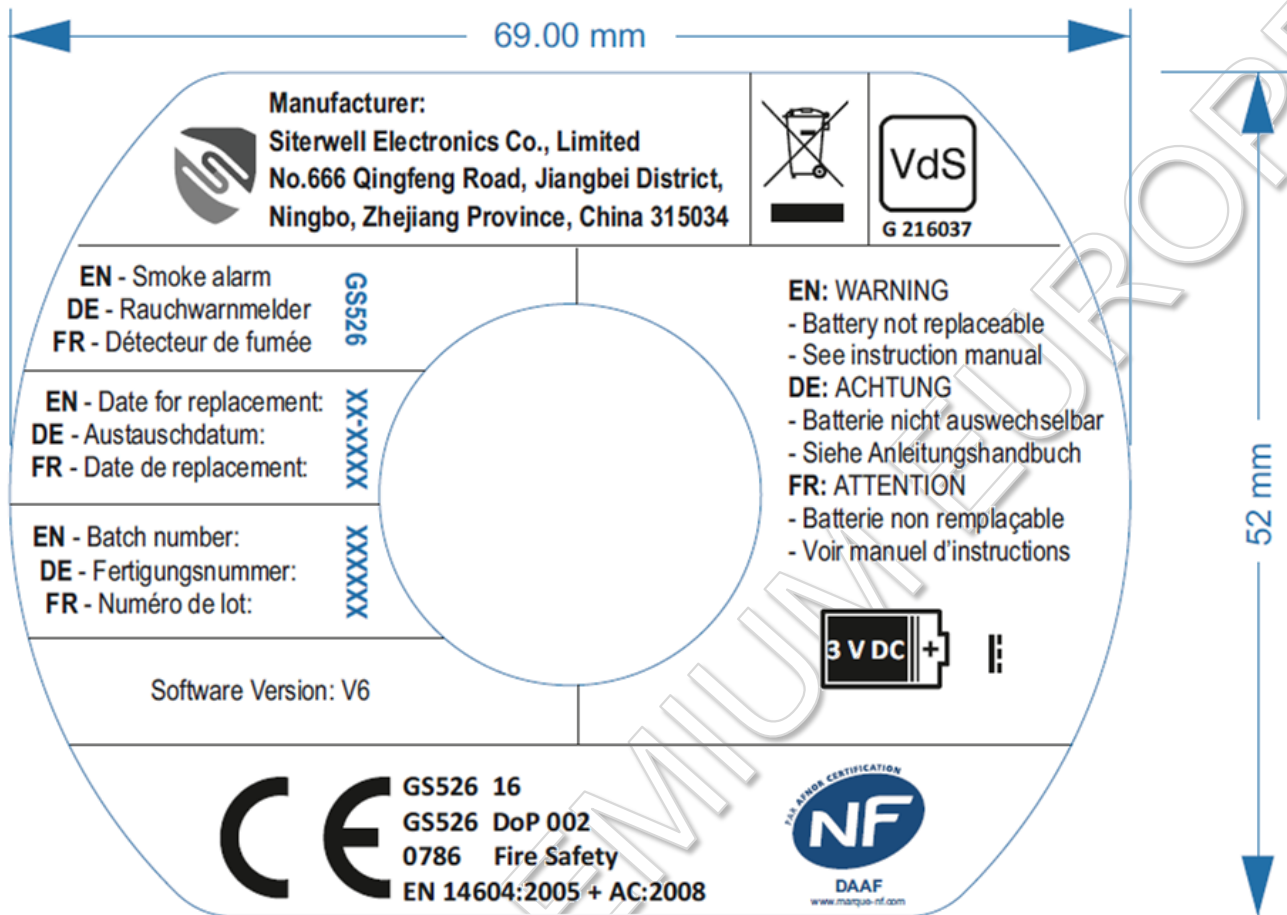 69.00 mm
Manufacturer:
Siterwell Electronics Co., Limited
No.666 Qingfeng Road, Jiangbei District,
Ningbo, Zhejiang Province, China 315034
VdS
G 216037
EN - Smoke alarm
DE - Rauchwarnmelder
FR - Détecteur de fumée
GS526
EN - Date for replacement:
DE - Austauschdatum:
FR - Date de replacement:
XX-XXXX
EN - Batch number:
DE - Fertigungsnummer:
FR - Numéro de lot:
XXXXXX
Software Version: V6
EN: WARNING
- Battery not replaceable
- See instruction manual
DE: ACHTUNG
- Batterie nicht auswechselbar
- Siehe Anleitungshandbuch
FR: ATTENTION
- Batterie non remplaçable
- Voir manuel d'instructions
3 V DC +
52 mm
CE
GS526 16
GS526 DoP 002
0786 Fire Safety
EN 14604:2005 + AC:2008
PAR AFNOR CERTIFICATION
NF
DAAF
www.marque-nf.com
EMIUM EUROP